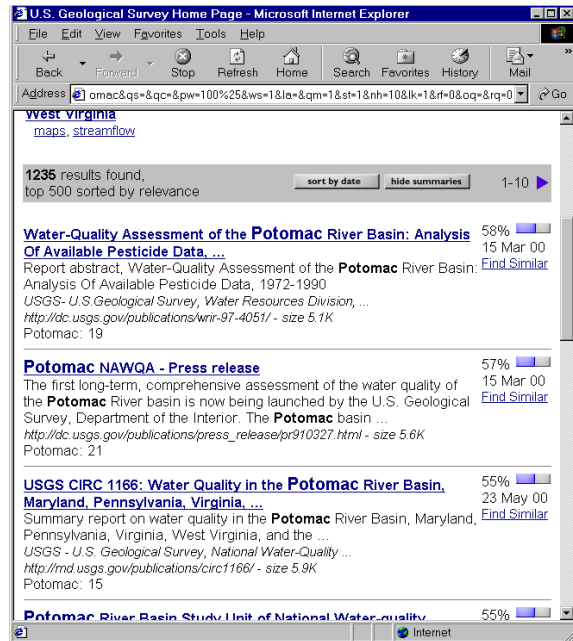 U.S. Geological Survey Home Page - Microsoft Internet Explorer
File Edit View Favorites Tools Help
Back Forward Stop Refresh Home Search Favorites History Mail »
Address omac&qs=&qc=&pw=100%25&ws=1&la=&qm=1&st=1&nh=10&lk=1&rf=0&oq=&rq=0 Go
West Virginia
maps, streamflow
1235 results found,
top 500 sorted by relevance
sort by date hide summaries 1-10
Water-Quality Assessment of the Potomac River Basin: Analysis 58%
Of Available Pesticide Data, ... 15 Mar 00
Report abstract, Water-Quality Assessment of the Potomac River Basin: Find Similar
Analysis Of Available Pesticide Data, 1972-1990
USGS- U.S.Geological Survey, Water Resources Division, ...
http://dc.usgs.gov/publications/wrir-97-4051/ - size 5.1K
Potomac: 19
Potomac NAWQA - Press release 57%
The first long-term, comprehensive assessment of the water quality of 15 Mar 00
the Potomac River basin is now being launched by the U.S. Geological Find Similar
Survey, Department of the Interior. The Potomac basin ...
http://dc.usgs.gov/publications/press_release/pr910327.html - size 5.6K
Potomac: 21
USGS CIRC 1166: Water Quality in the Potomac River Basin, 55%
Maryland, Pennsylvania, Virginia, ... 23 May 00
Summary report on water quality in the Potomac River Basin, Maryland, Find Similar
Pennsylvania, Virginia, West Virginia, and the ...
USGS - U.S. Geological Survey, National Water-Quality ...
http://md.usgs.gov/publications/circ1166/ - size 5.9K
Potomac: 15
Potomac River Basin Study Unit of National Water-quality 55%
Internet